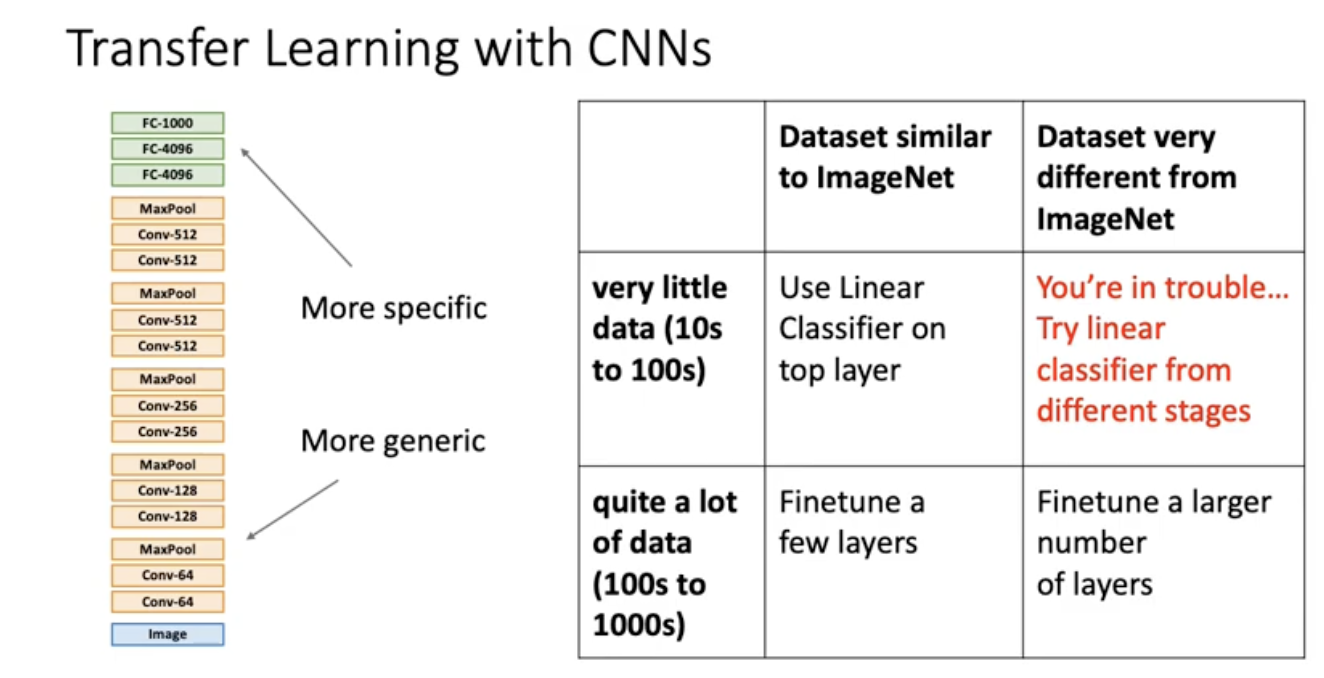 Transfer Learning with CNNs
FC-1000
FC-4096
FC-4096
MaxPool
Conv-512
Conv-512
MaxPool
Conv-512
Conv-512
MaxPool
Conv-256
Conv-256
MaxPool
Conv-128
Conv-128
MaxPool
Conv-64
Conv-64
Image
More specific
More generic
Dataset similar
to ImageNet
Dataset very
different from
ImageNet
very little
data (10s
to 100s)
Use Linear
Classifier on
top layer
You're in trouble…
Try linear
classifier from
different stages
quite a lot
of data
(100s to
1000s)
Finetune a
few layers
Finetune a larger
number
of layers